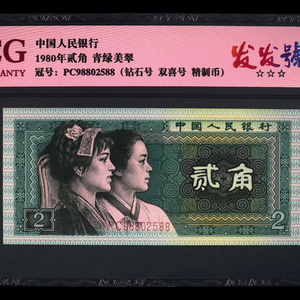 CG
RANTY
中国人民银行
1980年贰角 青绿美翠
冠号：PC98802588（钻石号 双喜号 精制币）
发发號
☆☆☆
中国人民银行
贰角
PC98802588
2
2